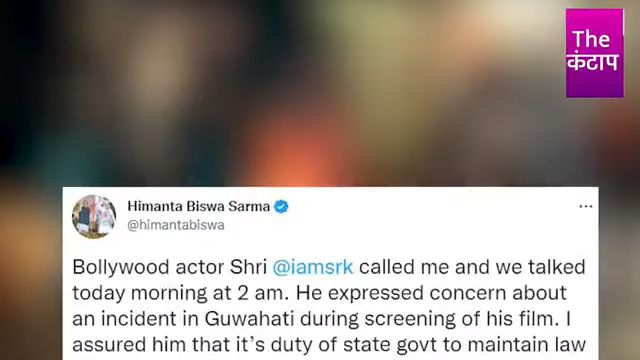 The
कंटाप
Himanta Biswa Sarma
@himantabiswa
Bollywood actor Shri @iamsrk called me and we talked
today morning at 2 am. He expressed concern about
an incident in Guwahati during screening of his film. I
assured him that it's duty of state govt to maintain law